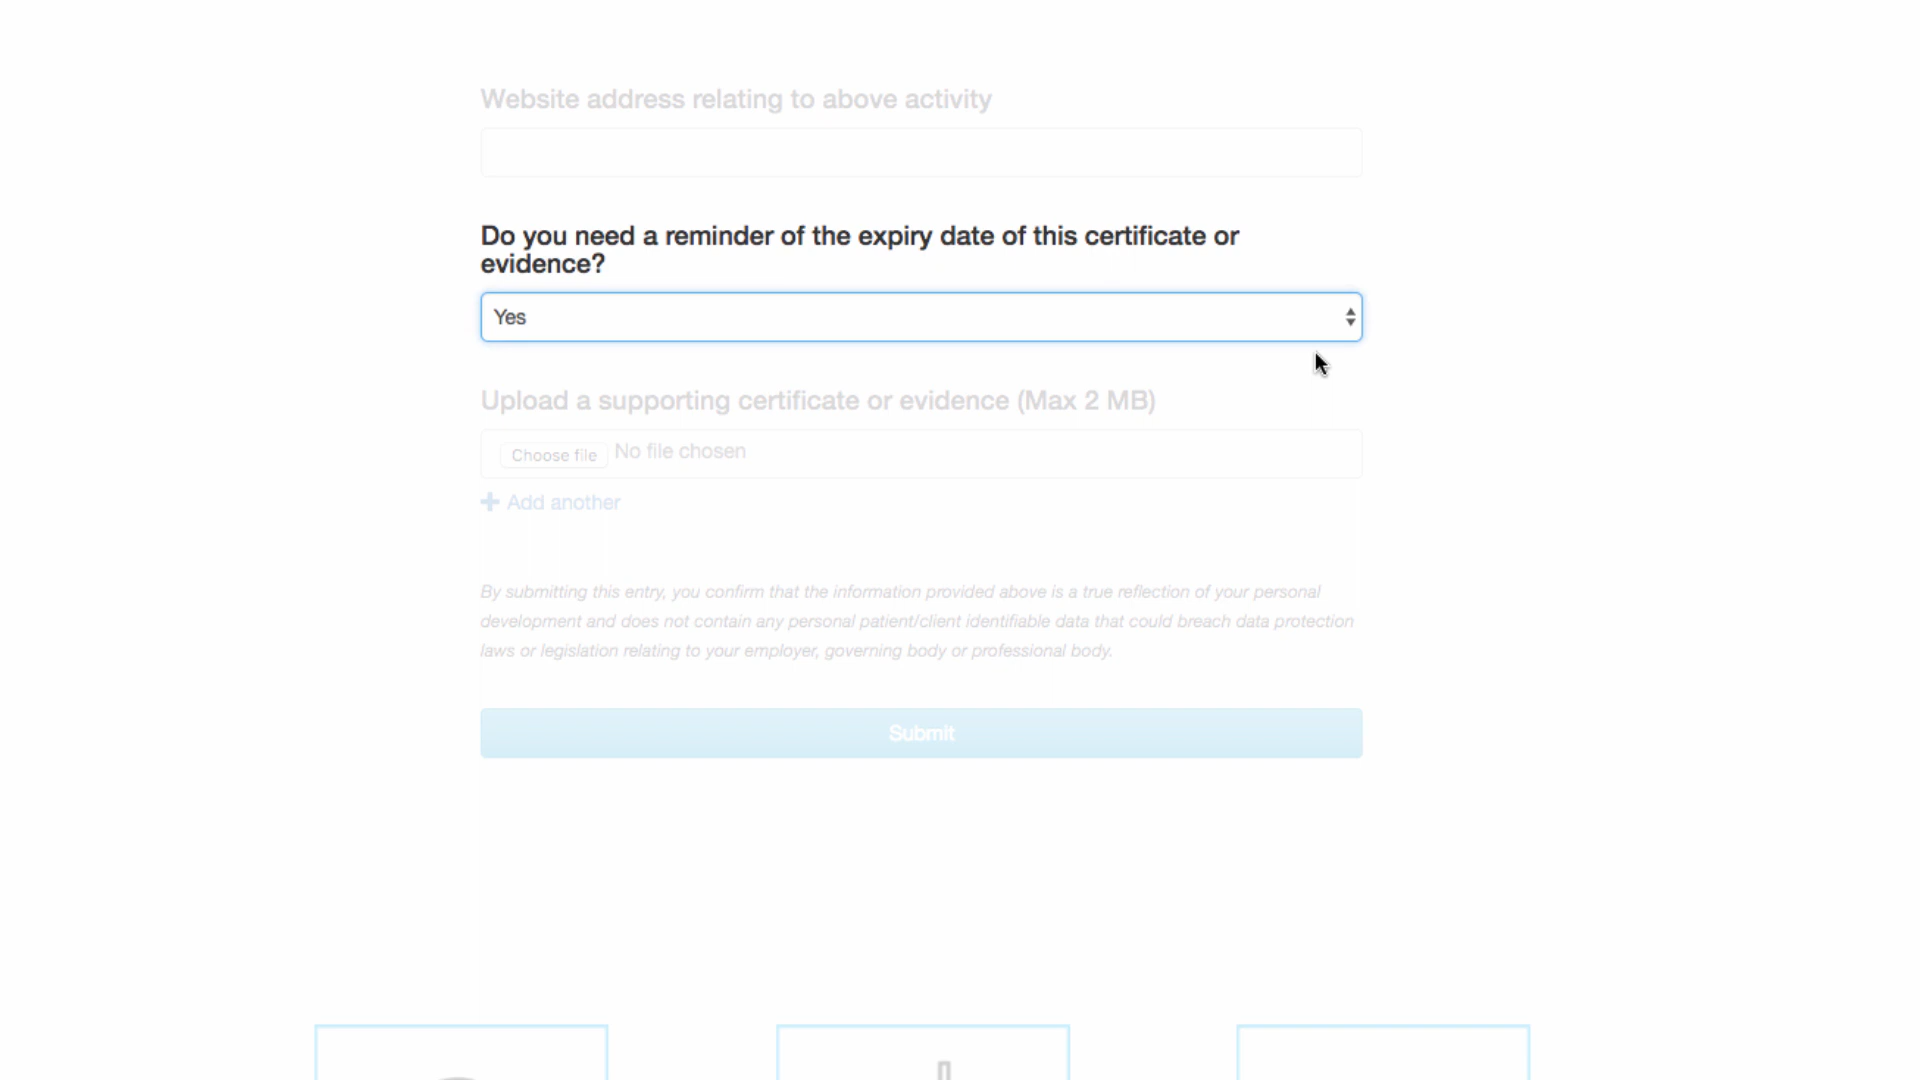 Website address relating to above activity
Do you need a reminder of the expiry date of this certificate or
evidence?
Yes
Upload a supporting certificate or evidence (Max 2 MB)
Choose file No file chosen
Add another
By submitting this entry, you confirm that the information provided above is a true reflection of your personal
development and does not contain any personal patient/client identifiable data that could breach data protection
laws or legislation relating to your employer, governing body or professional body.
Submit